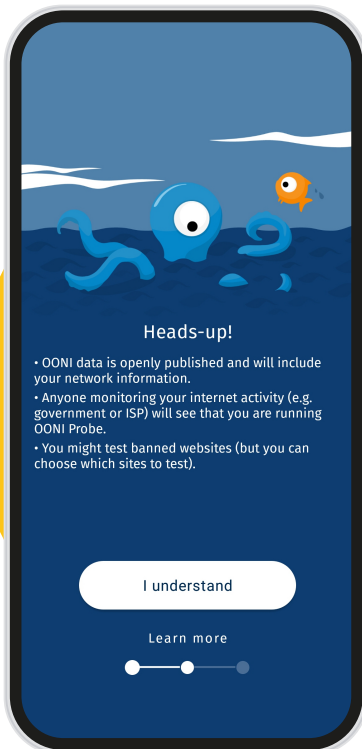 Heads-up!
• OONI data is openly published and will include
your network information.
• Anyone monitoring your internet activity (e.g.
government or ISP) will see that you are running
OONI Probe.
• You might test banned websites (but you can
choose which sites to test).
I understand
Learn more